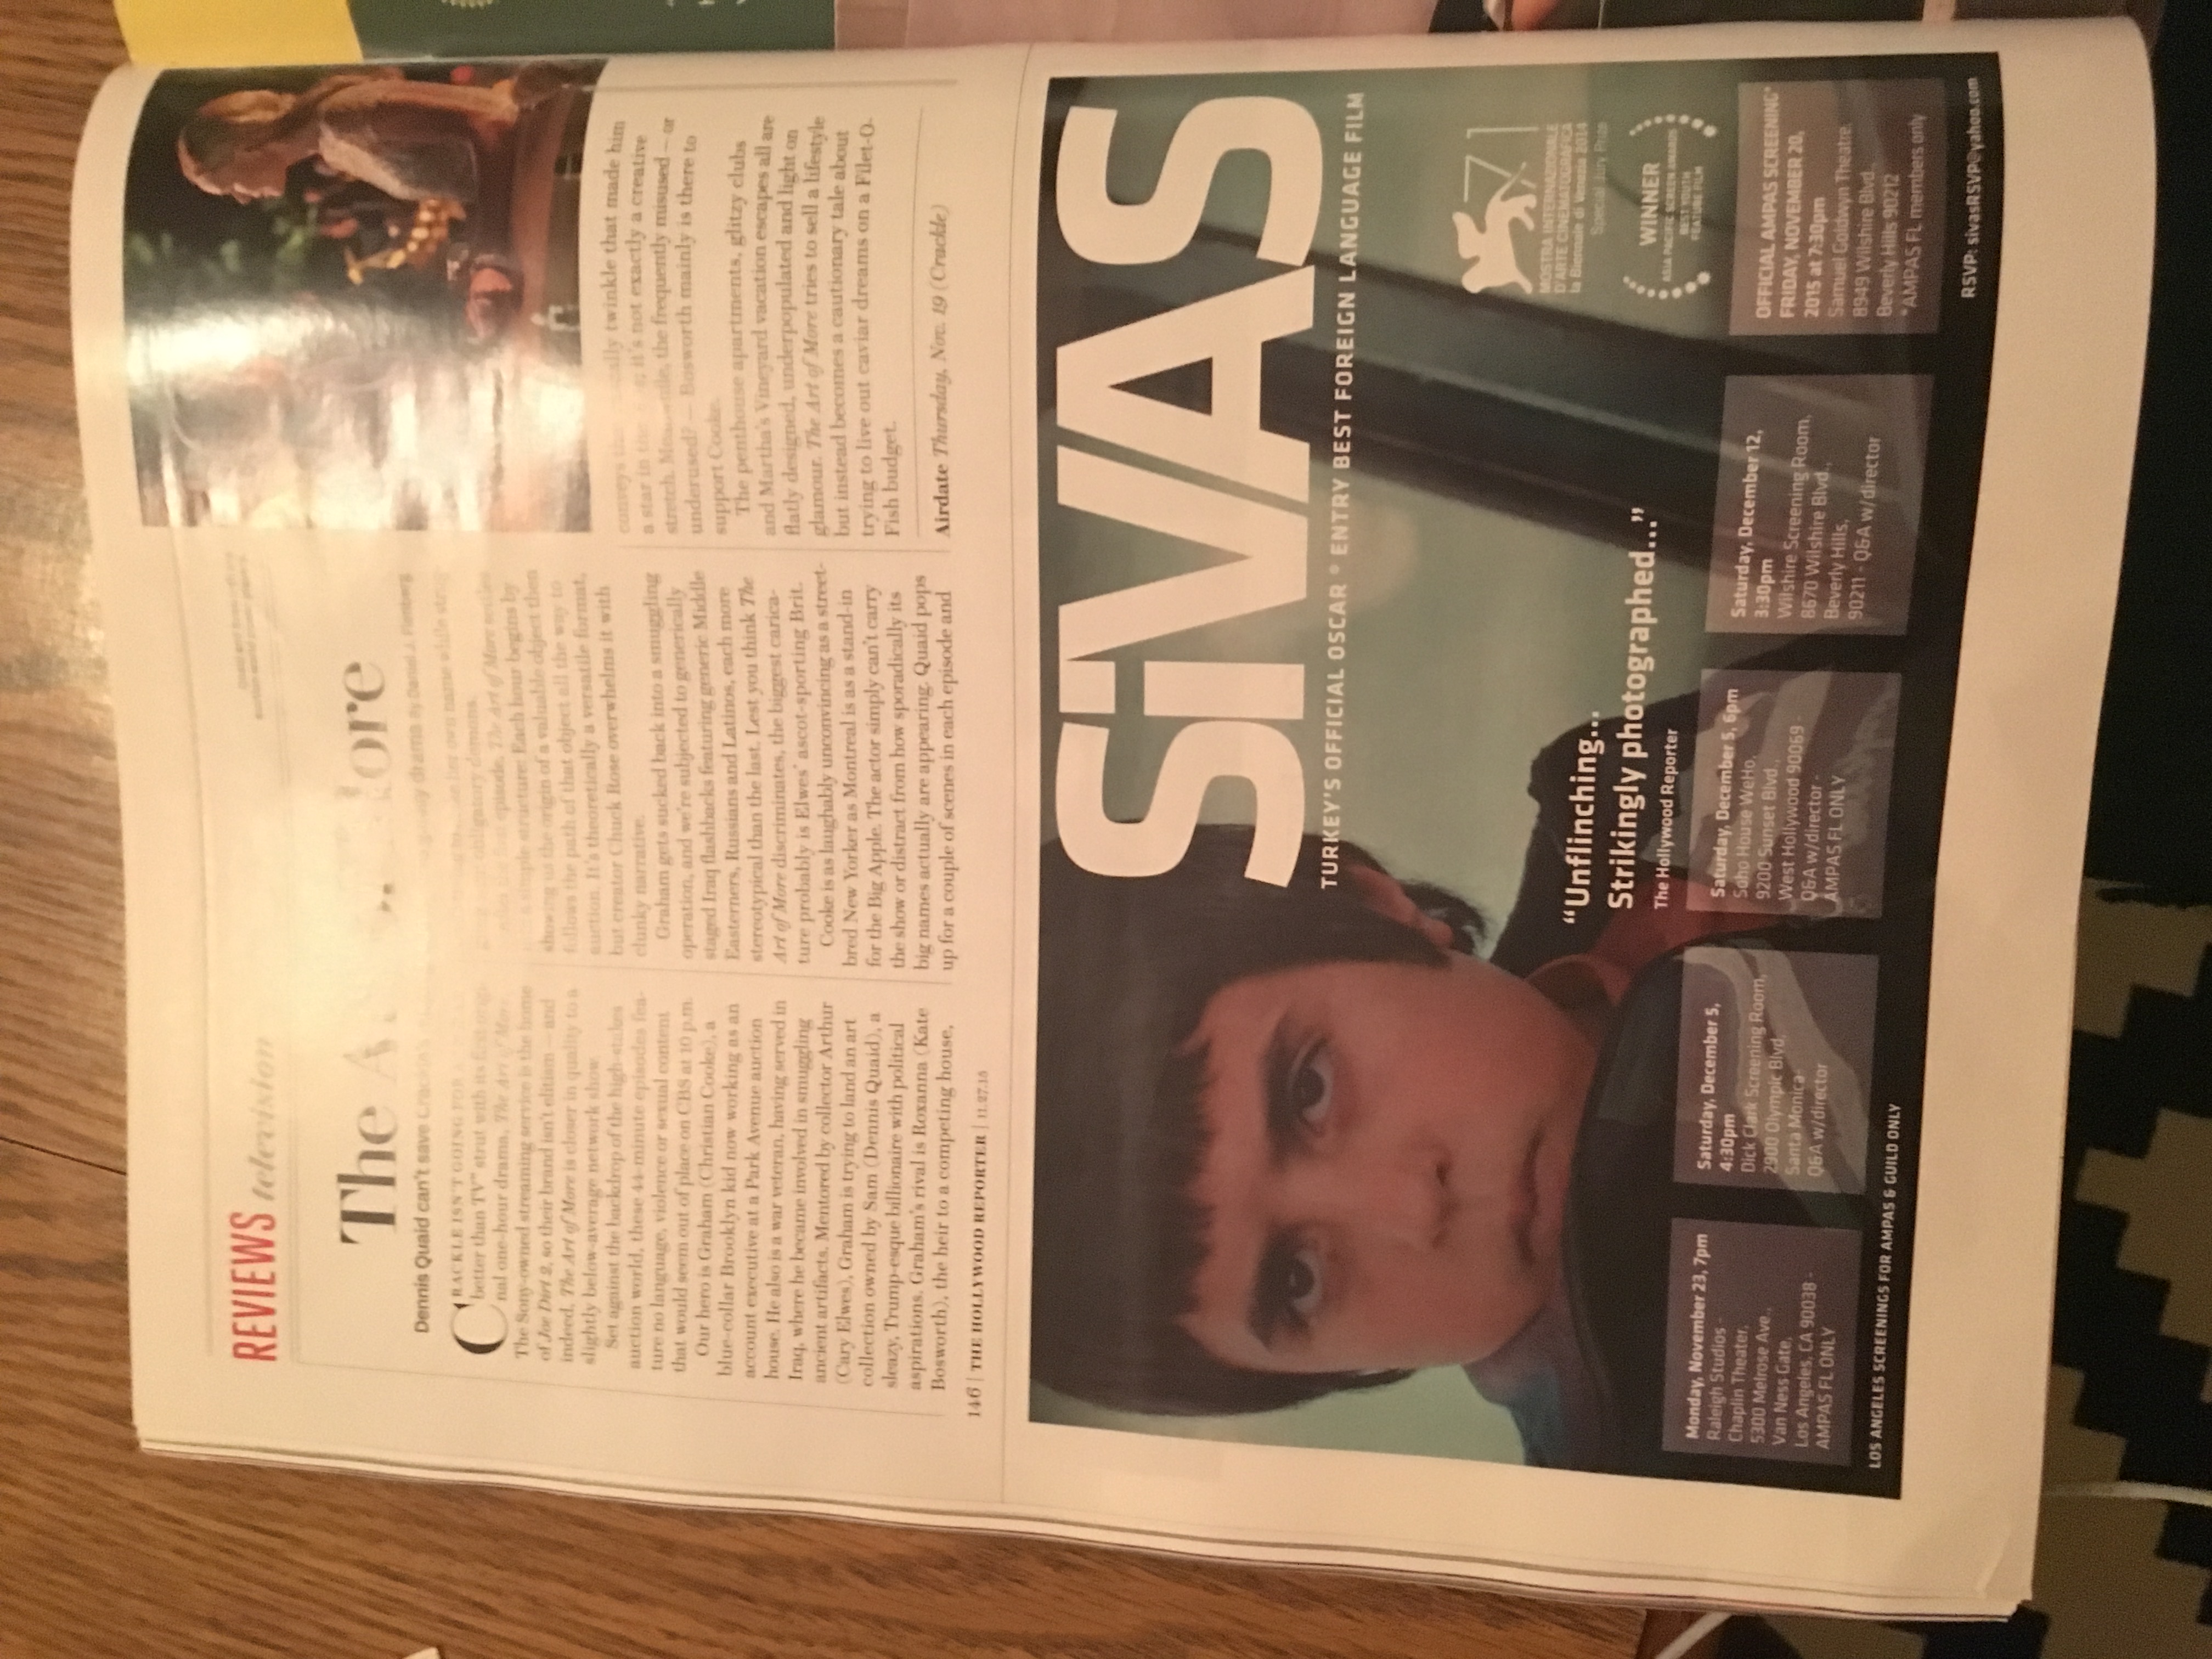 REVIEWS television
The A ore
Dennis Quaid can't save Crackle's drama By Daniel J. Fienberg
CRACKLE ISN'T GOING FOR
better than TV" strut with its first origi-
nal one-hour drama, The Art of More.
The Sony-owned streaming service is the home
of Joe Dirt 2, so their brand isn't elitism — and
indeed, The Art of More is closer in quality to a
slightly below-average network show.
Set against the backdrop of the high-stakes
auction world, these 44-minute episodes fea-
ture no language, violence or sexual content
that would seem out of place on CBS at 10 p.m.
Our hero is Graham (Christian Cooke), a
blue-collar Brooklyn kid now working as an
account executive at a Park Avenue auction
house. He also is a war veteran, having served in
Iraq, where he became involved in smuggling
ancient artifacts. Mentored by collector Arthur
(Cary Elwes), Graham is trying to land an art
collection owned by Sam (Dennis Quaid), a
sleazy, Trump-esque billionaire with political
aspirations. Graham's rival is Roxanna (Kate
Bosworth), the heir to a competing house,
her own name while strug-
obligatory demons.
first episode, The Art of More settles
a simple structure: Each hour begins by
showing us the origin of a valuable object then
follows the path of that object all the way to
auction. It's theoretically a versatile format,
but creator Chuck Rose overwhelms it with
clunky narrative.
Graham gets sucked back into a smuggling
operation, and we're subjected to generically
staged Iraq flashbacks featuring generic Middle
Easterners, Russians and Latinos, each more
stereotypical than the last. Lest you think The
Art of More discriminates, the biggest carica-
ture probably is Elwes' ascot-sporting Brit.
Cooke is as laughably unconvincing as a street-
bred New Yorker as Montreal is as a stand-in
for the Big Apple. The actor simply can't carry
the show or distract from how sporadically its
big names actually are appearing. Quaid pops
up for a couple of scenes in each episode and
conveys the twinkle that made him
a star in the it's not exactly a creative
stretch. Meanwhile, the frequently misused — or
underused? — Bosworth mainly is there to
support Cooke.
The penthouse apartments, glitzy clubs
and Martha's Vineyard vacation escapes all are
flatly designed, underpopulated and light on
glamour. The Art of More tries to sell a lifestyle
but instead becomes a cautionary tale about
trying to live out caviar dreams on a Filet-O-
Fish budget.
Airdate Thursday, Nov. 19 (Crackle)
146 | THE HOLLYWOOD REPORTER | 11.27.15
SiVAS
TURKEY'S OFFICIAL OSCAR ® ENTRY BEST FOREIGN LANGUAGE FILM
71
MOSTRA INTERNAZIONALE
D'ARTE CINEMATOGRAFICA
la Biennale di Venezia 2014
Special Jury Prize
WINNER
ASIA PACIFIC SCREEN AWARDS
BEST YOUTH
FEATURE FILM
"Unflinching...
Strikingly photographed..."
The Hollywood Reporter
Monday, November 23, 7pm
Raleigh Studios -
Chaplin Theater,
5300 Melrose Ave.,
Van Ness Gate,
Los Angeles, CA 90038 -
AMPAS FL ONLY
Saturday, December 5,
4:30pm
Dick Clark Screening Room,
2900 Olympic Blvd,
Santa Monica-
Q&A w/director
Saturday, December 5, 6pm
Soho House WeHo,
9200 Sunset Blvd.,
West Hollywood 90069 -
Q&A w/director -
AMPAS FL ONLY
Saturday, December 12,
3:30pm
Wilshire Screening Room,
8670 Wilshire Blvd.,
Beverly Hills,
90211 - Q&A w/director
OFFICIAL AMPAS SCREENING*
FRIDAY, NOVEMBER 20,
2015 at 7:30pm
Samuel Goldwyn Theatre,
8949 Wilshire Blvd.,
Beverly Hills 90212
*AMPAS FL members only
LOS ANGELES SCREENINGS FOR AMPAS & GUILD ONLY
RSVP: sivasRSVP@yahoo.com